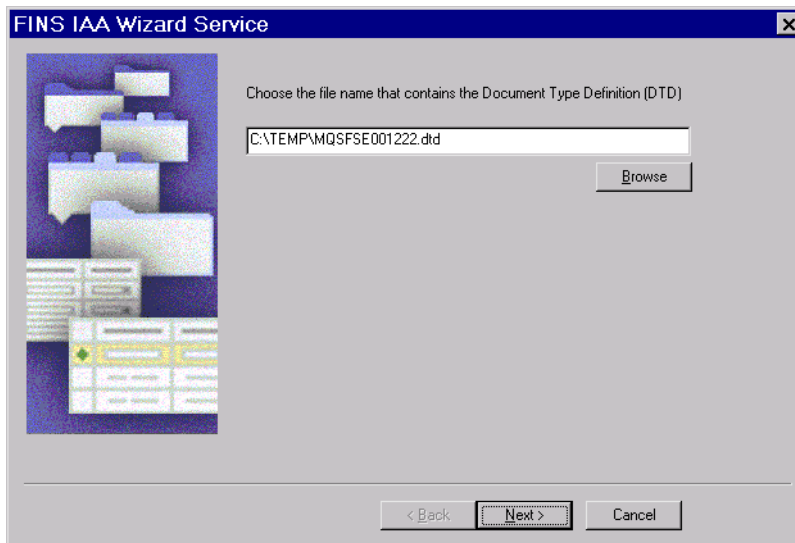 FINS IAA Wizard Service
Choose the file name that contains the Document Type Definition (DTD)
C:\TEMP\MQSFSE001222.dtd
Browse
< Back Next > Cancel